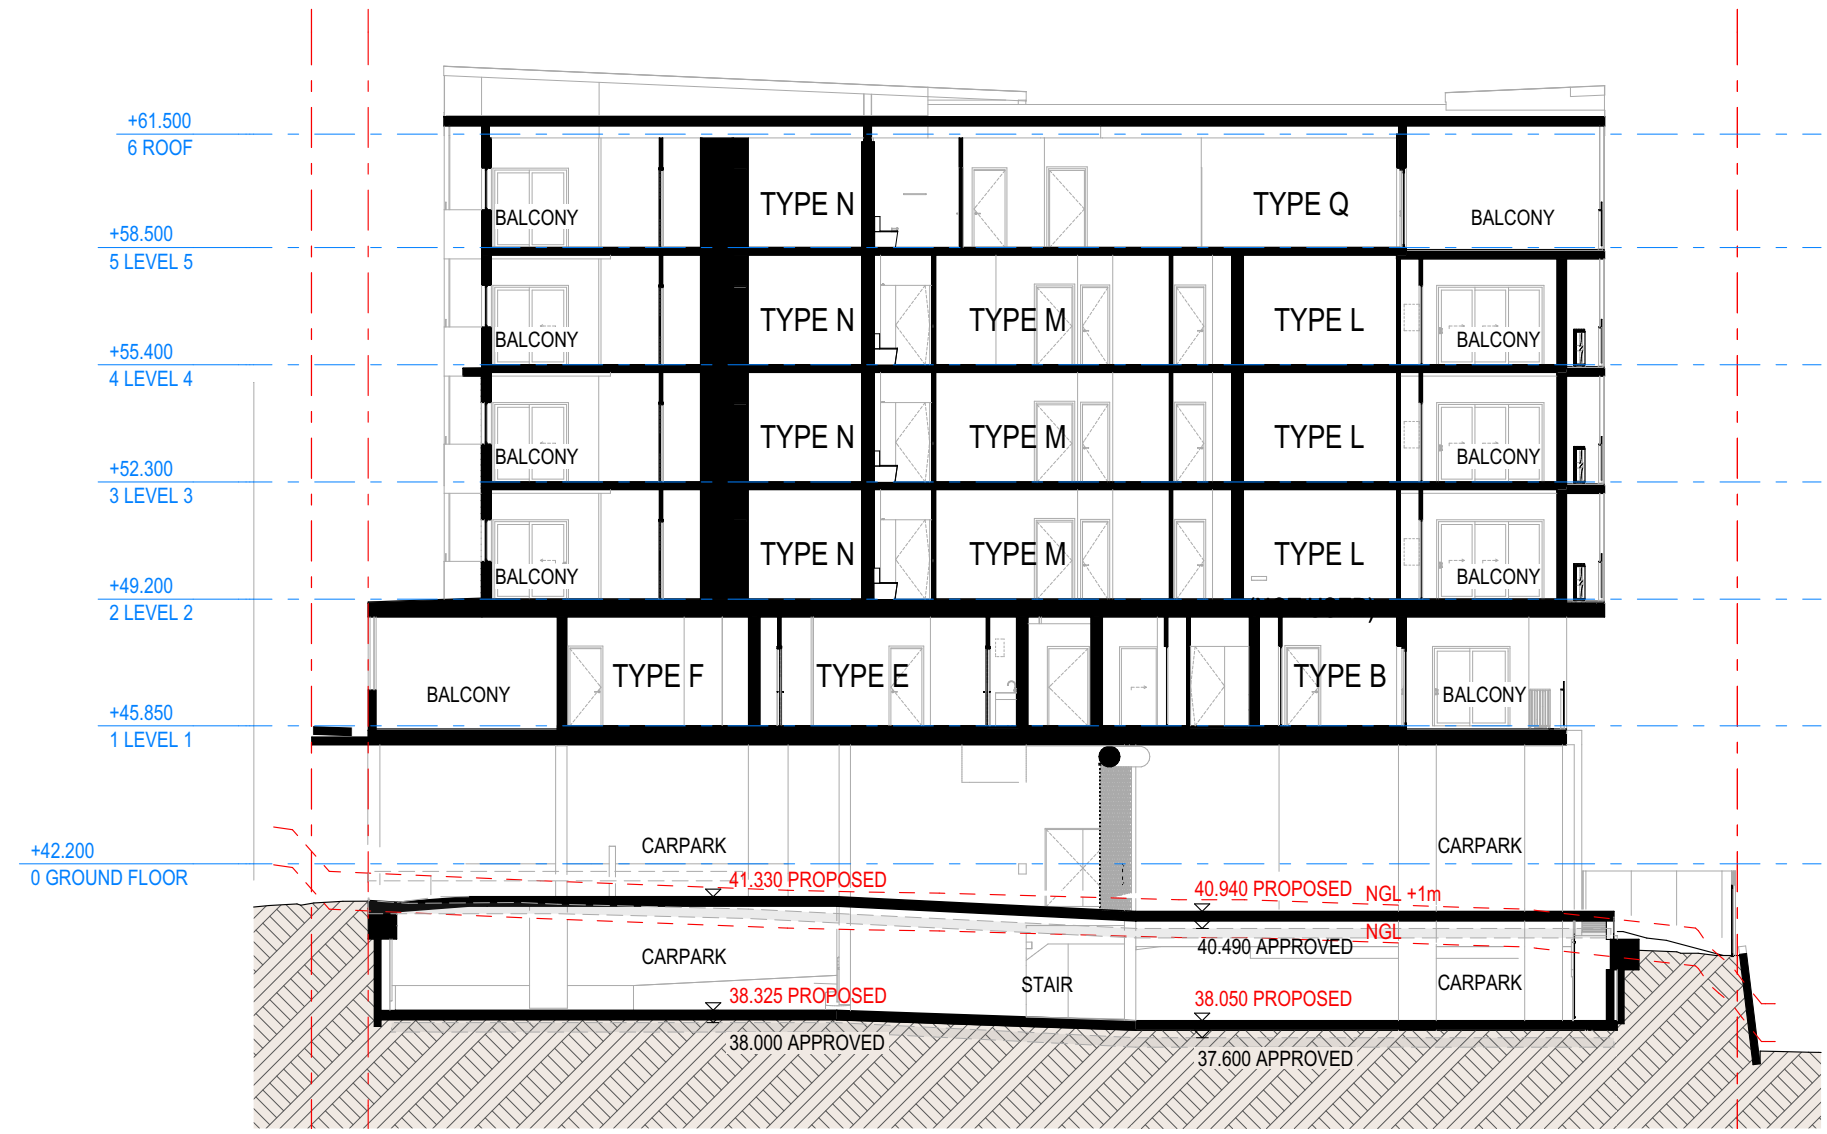 +61.500
6 ROOF
TYPE N
TYPE Q
BALCONY
BALCONY
+58.500
5 LEVEL 5
TYPE N
TYPE M
TYPE L
BALCONY
BALCONY
+55.400
4 LEVEL 4
TYPE N
TYPE M
TYPE L
BALCONY
BALCONY
+52.300
3 LEVEL 3
TYPE N
TYPE M
TYPE L
BALCONY
BALCONY
+49.200
2 LEVEL 2
TYPE F
TYPE E
TYPE B
BALCONY
BALCONY
+45.850
1 LEVEL 1
CARPARK
CARPARK
+42.200
0 GROUND FLOOR
41.330 PROPOSED
40.940 PROPOSED
NGL +1m
NGL
40.490 APPROVED
CARPARK
STAIR
CARPARK
38.325 PROPOSED
38.050 PROPOSED
38.000 APPROVED
37.600 APPROVED